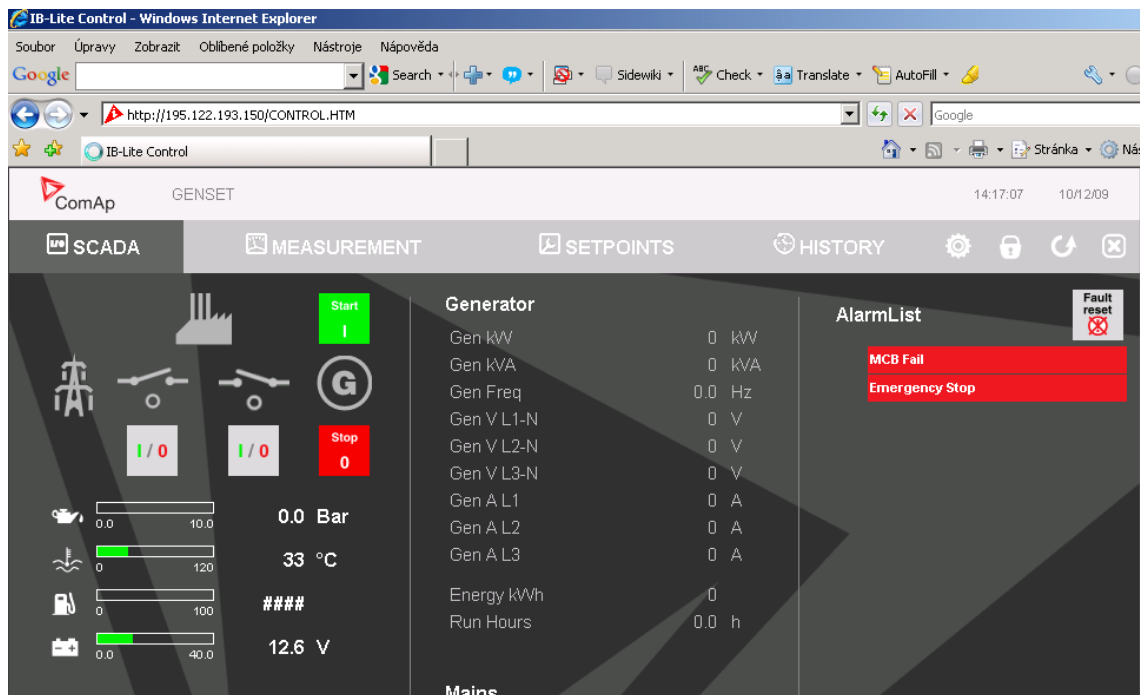 IB-Lite Control - Windows Internet Explorer
Soubor Úpravy Zobrazit Oblíbené položky Nástroje Nápověda
Google Search Sidewiki ABC Check Translate AutoFill
http://195.122.193.150/CONTROL.HTM Google
IB-Lite Control Stránka
ComAp GENSET 14:17:07 10/12/09
I/O SCADA MEASUREMENT SETPOINTS HISTORY
Start
I
G
I / 0
I / 0
Stop
0
0.0 10.0 0.0 Bar
0 120 33 °C
0 100 ####
0.0 40.0 12.6 V
Generator
Gen kW 0 kW
Gen kVA 0 kVA
Gen Freq 0.0 Hz
Gen V L1-N 0 V
Gen V L2-N 0 V
Gen V L3-N 0 V
Gen A L1 0 A
Gen A L2 0 A
Gen A L3 0 A
Energy kWh 0
Run Hours 0.0 h
Mains
AlarmList
Fault
reset
MCB Fail
Emergency Stop